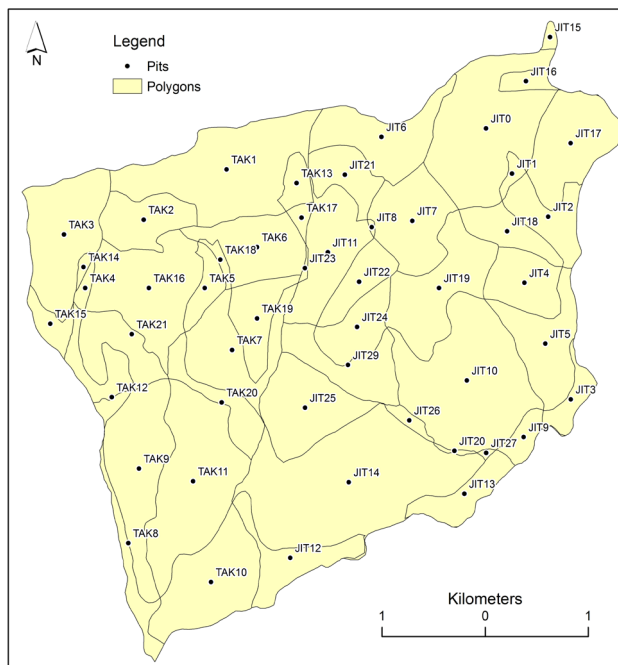 JIT15
Legend
N
Pits
Polygons
JIT16
JIT6
JIT0
JIT17
TAK1
TAK13
JIT21
JIT1
TAK3
TAK2
TAK17
JIT8
JIT7
JIT18
JIT2
TAK14
TAK18
TAK6
JIT11
JIT23
TAK4
TAK16
TAK5
JIT22
JIT19
JIT4
TAK15
TAK21
TAK19
JIT24
TAK7
JIT5
JIT29
JIT10
TAK12
TAK20
JIT25
JIT26
JIT3
JIT9
JIT20
JIT27
TAK9
TAK11
JIT14
JIT13
TAK8
JIT12
TAK10
Kilometers
1 0 1